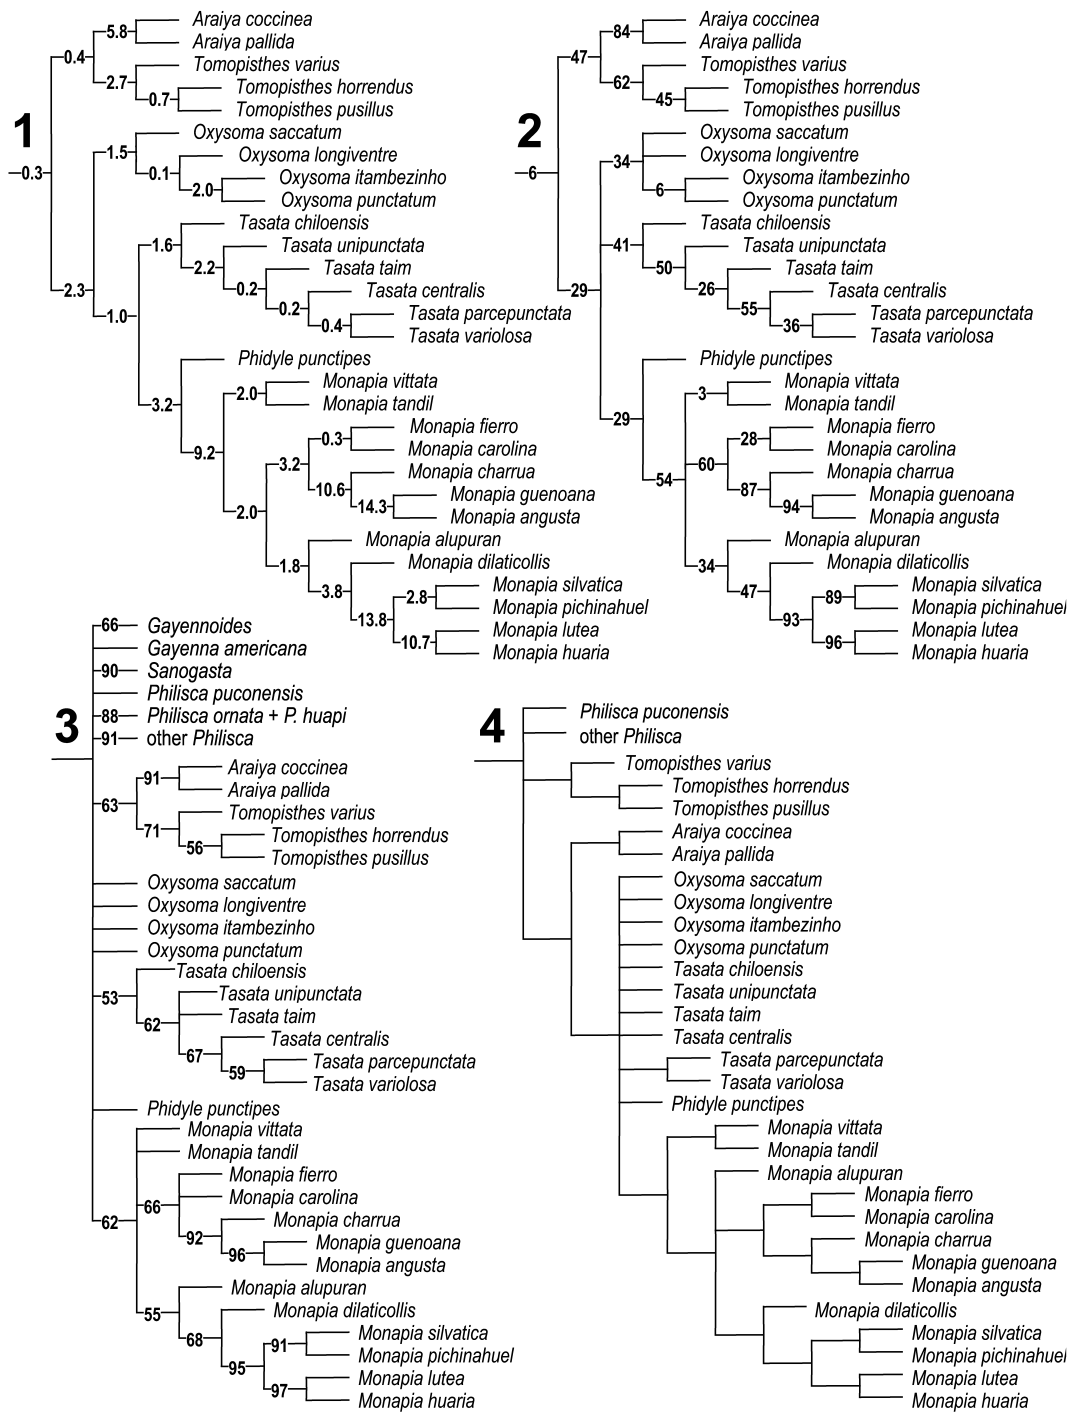 1
0.3
0.4
5.8
Araiya coccinea
Araiya pallida
2.7
Tomopisthes varius
0.7
Tomopisthes horrendus
Tomopisthes pusillus
2.3
1.5
Oxysoma saccatum
0.1
Oxysoma longiventre
2.0
Oxysoma itambezinho
Oxysoma punctatum
1.0
1.6
Tasata chiloensis
2.2
Tasata unipunctata
0.2
Tasata taim
0.2
Tasata centralis
0.4
Tasata parcepunctata
Tasata variolosa
3.2
Phidyle punctipes
9.2
2.0
Monapia vittata
Monapia tandil
2.0
3.2
0.3
Monapia fierro
Monapia carolina
10.6
Monapia charrua
14.3
Monapia guenoana
Monapia angusta
1.8
Monapia alupuran
3.8
Monapia dilaticollis
13.8
2.8
Monapia silvatica
Monapia pichinahuel
10.7
Monapia lutea
Monapia huaria
2
6
47
84
Araiya coccinea
Araiya pallida
62
Tomopisthes varius
45
Tomopisthes horrendus
Tomopisthes pusillus
29
34
Oxysoma saccatum
Oxysoma longiventre
6
Oxysoma itambezinho
Oxysoma punctatum
41
Tasata chiloensis
50
Tasata unipunctata
26
Tasata taim
55
Tasata centralis
36
Tasata parcepunctata
Tasata variolosa
29
Phidyle punctipes
54
3
Monapia vittata
Monapia tandil
60
28
Monapia fierro
Monapia carolina
87
Monapia charrua
94
Monapia guenoana
Monapia angusta
34
Monapia alupuran
47
Monapia dilaticollis
93
89
Monapia silvatica
Monapia pichinahuel
96
Monapia lutea
Monapia huaria
3
66
Gayennoides
Gayenna americana
90
Sanogasta
Philisca puconensis
88
Philisca ornata + P. huapi
91
other Philisca
63
91
Araiya coccinea
Araiya pallida
71
Tomopisthes varius
56
Tomopisthes horrendus
Tomopisthes pusillus
Oxysoma saccatum
Oxysoma longiventre
Oxysoma itambezinho
Oxysoma punctatum
53
Tasata chiloensis
62
Tasata unipunctata
Tasata taim
67
Tasata centralis
59
Tasata parcepunctata
Tasata variolosa
Phidyle punctipes
62
Monapia vittata
Monapia tandil
66
Monapia fierro
Monapia carolina
92
Monapia charrua
96
Monapia guenoana
Monapia angusta
55
Monapia alupuran
68
Monapia dilaticollis
95
91
Monapia silvatica
Monapia pichinahuel
97
Monapia lutea
Monapia huaria
4
Philisca puconensis
other Philisca
Tomopisthes varius
Tomopisthes horrendus
Tomopisthes pusillus
Araiya coccinea
Araiya pallida
Oxysoma saccatum
Oxysoma longiventre
Oxysoma itambezinho
Oxysoma punctatum
Tasata chiloensis
Tasata unipunctata
Tasata taim
Tasata centralis
Tasata parcepunctata
Tasata variolosa
Phidyle punctipes
Monapia vittata
Monapia tandil
Monapia alupuran
Monapia fierro
Monapia carolina
Monapia charrua
Monapia guenoana
Monapia angusta
Monapia dilaticollis
Monapia silvatica
Monapia pichinahuel
Monapia lutea
Monapia huaria